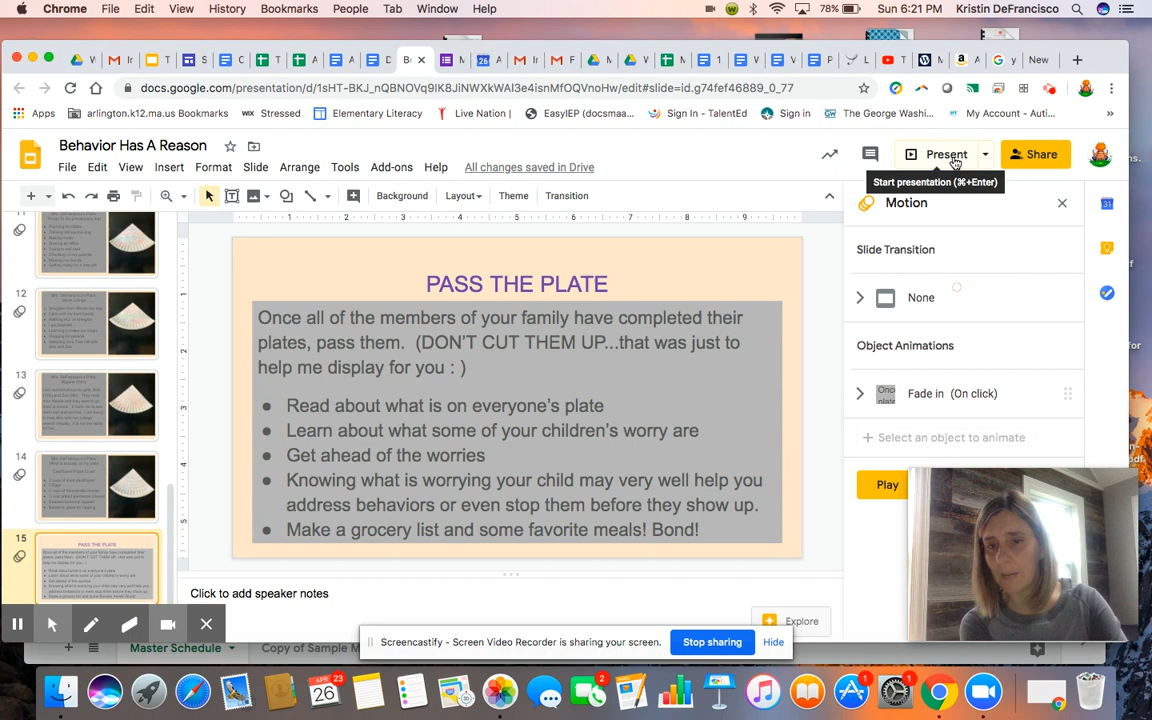 Chrome File Edit View History Bookmarks People Tab Window Help 78% Sun 6:21 PM Kristin DeFrancisco
docs.google.com/presentation/d/1sHT-BKJ_nQBNOVq9IK8JiNWXkWAI3e4isnMfOQVnoHw/edit#slide=id.g74fef46889_0_77
Apps arlington.k12.ma.us Bookmarks WIX Stressed Elementary Literacy Live Nation | EasyIEP (docsmaa... Sign In - TalentEd Sign in The George Washi... My Account - Auti...
Behavior Has A Reason
File Edit View Insert Format Slide Arrange Tools Add-ons Help All changes saved in Drive
Present Share
Start presentation (⌘+Enter)
Background Layout Theme Transition
Motion
Slide Transition
None
Object Animations
Fade in (On click)
+ Select an object to animate
Play
12
13
14
15
PASS THE PLATE
Once all of the members of your family have completed their
plates, pass them. (DON'T CUT THEM UP...that was just to
help me display for you : )
● Read about what is on everyone's plate
● Learn about what some of your children's worry are
● Get ahead of the worries
● Knowing what is worrying your child may very well help you
address behaviors or even stop them before they show up.
● Make a grocery list and some favorite meals! Bond!
Click to add speaker notes
Explore
Screencastify - Screen Video Recorder is sharing your screen. Stop sharing Hide
Master Schedule Copy of Sample M
APR 26 23
2
1
1